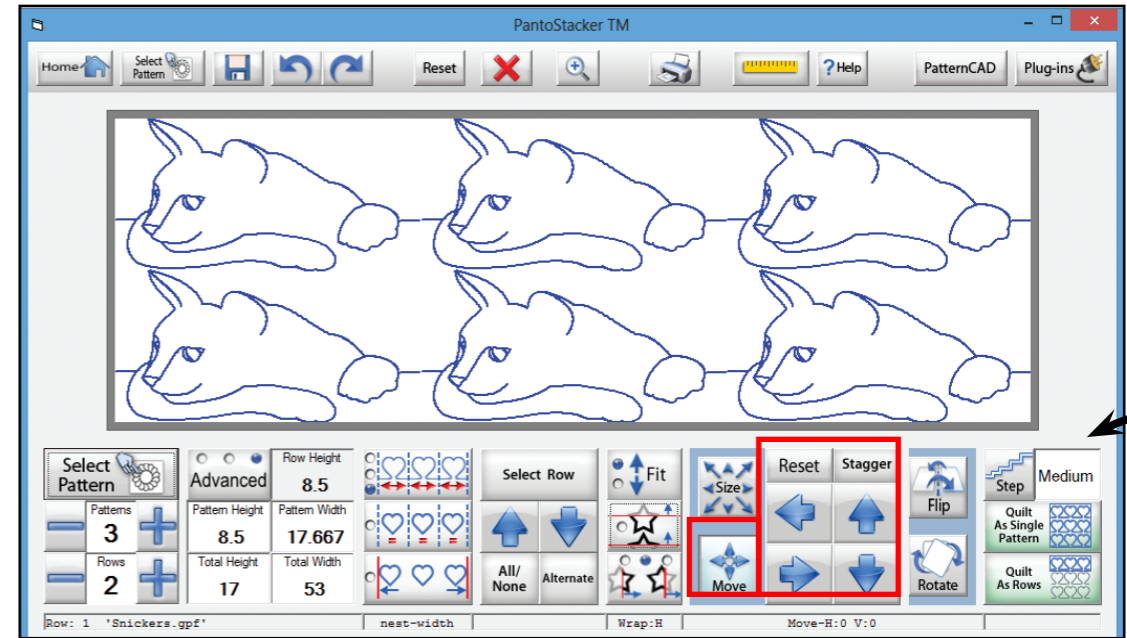 PantoStacker TM
Home
Select
Pattern
Reset
?Help
PatternCAD
Plug-ins
Select
Pattern
Advanced
Row Height
8.5
Patterns
3
Pattern Height
8.5
Pattern Width
17.667
Rows
2
Total Height
17
Total Width
53
Select Row
All/
None
Alternate
Fit
Size
Move
Reset
Stagger
Flip
Rotate
Step
Medium
Quilt
As Single
Pattern
Quilt
As Rows
Row: 1 'Snickers.gpf'
nest-width
Wrap:H
Move-H:0 V:0